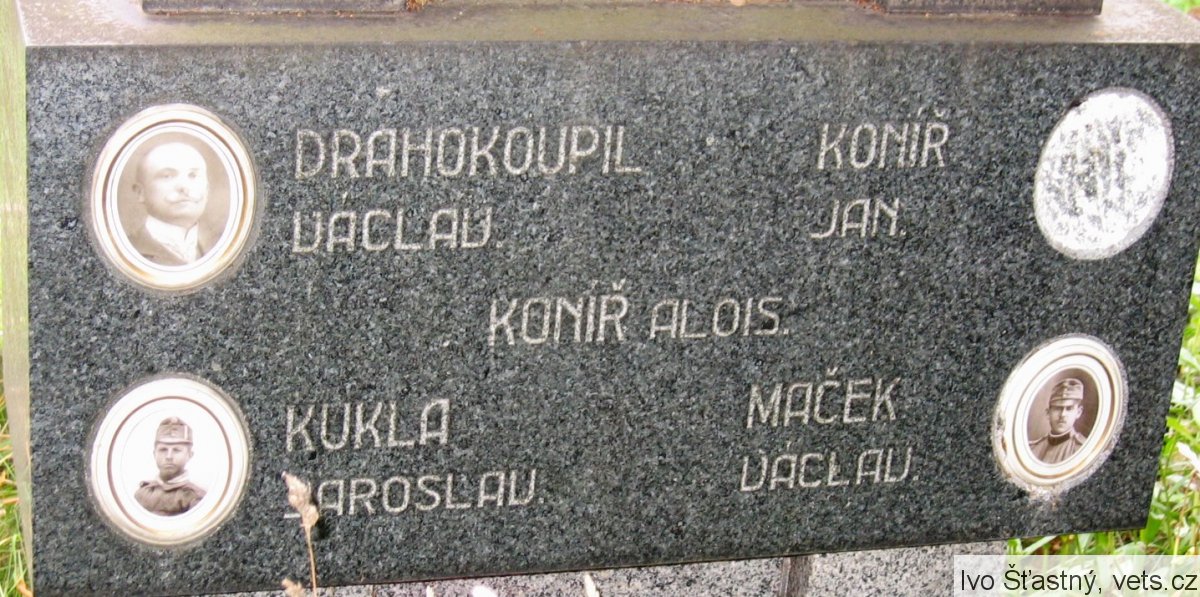 DRAHOKOUPIL
VÁCLAV.
KONÍŘ
JAN.
KONÍŘ ALOIS.
KUKLA
JAROSLAV.
MAČEK
VÁCLAV.
Ivo Šťastný, vets.cz